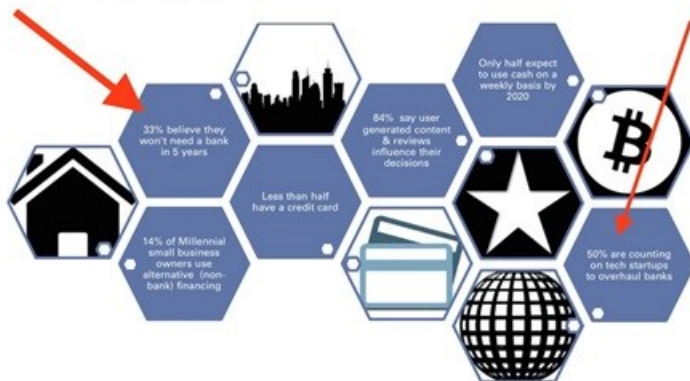 33% believe they
won't need a bank
in 5 years
14% of Millennial
small business
owners use
alternative (non-
bank) financing
Less than half
have a credit card
84% say user
generated content
& reviews
influence their
decisions
Only half expect
to use cash on a
weekly basis by
2020
50% are counting
on tech startups
to overhaul banks